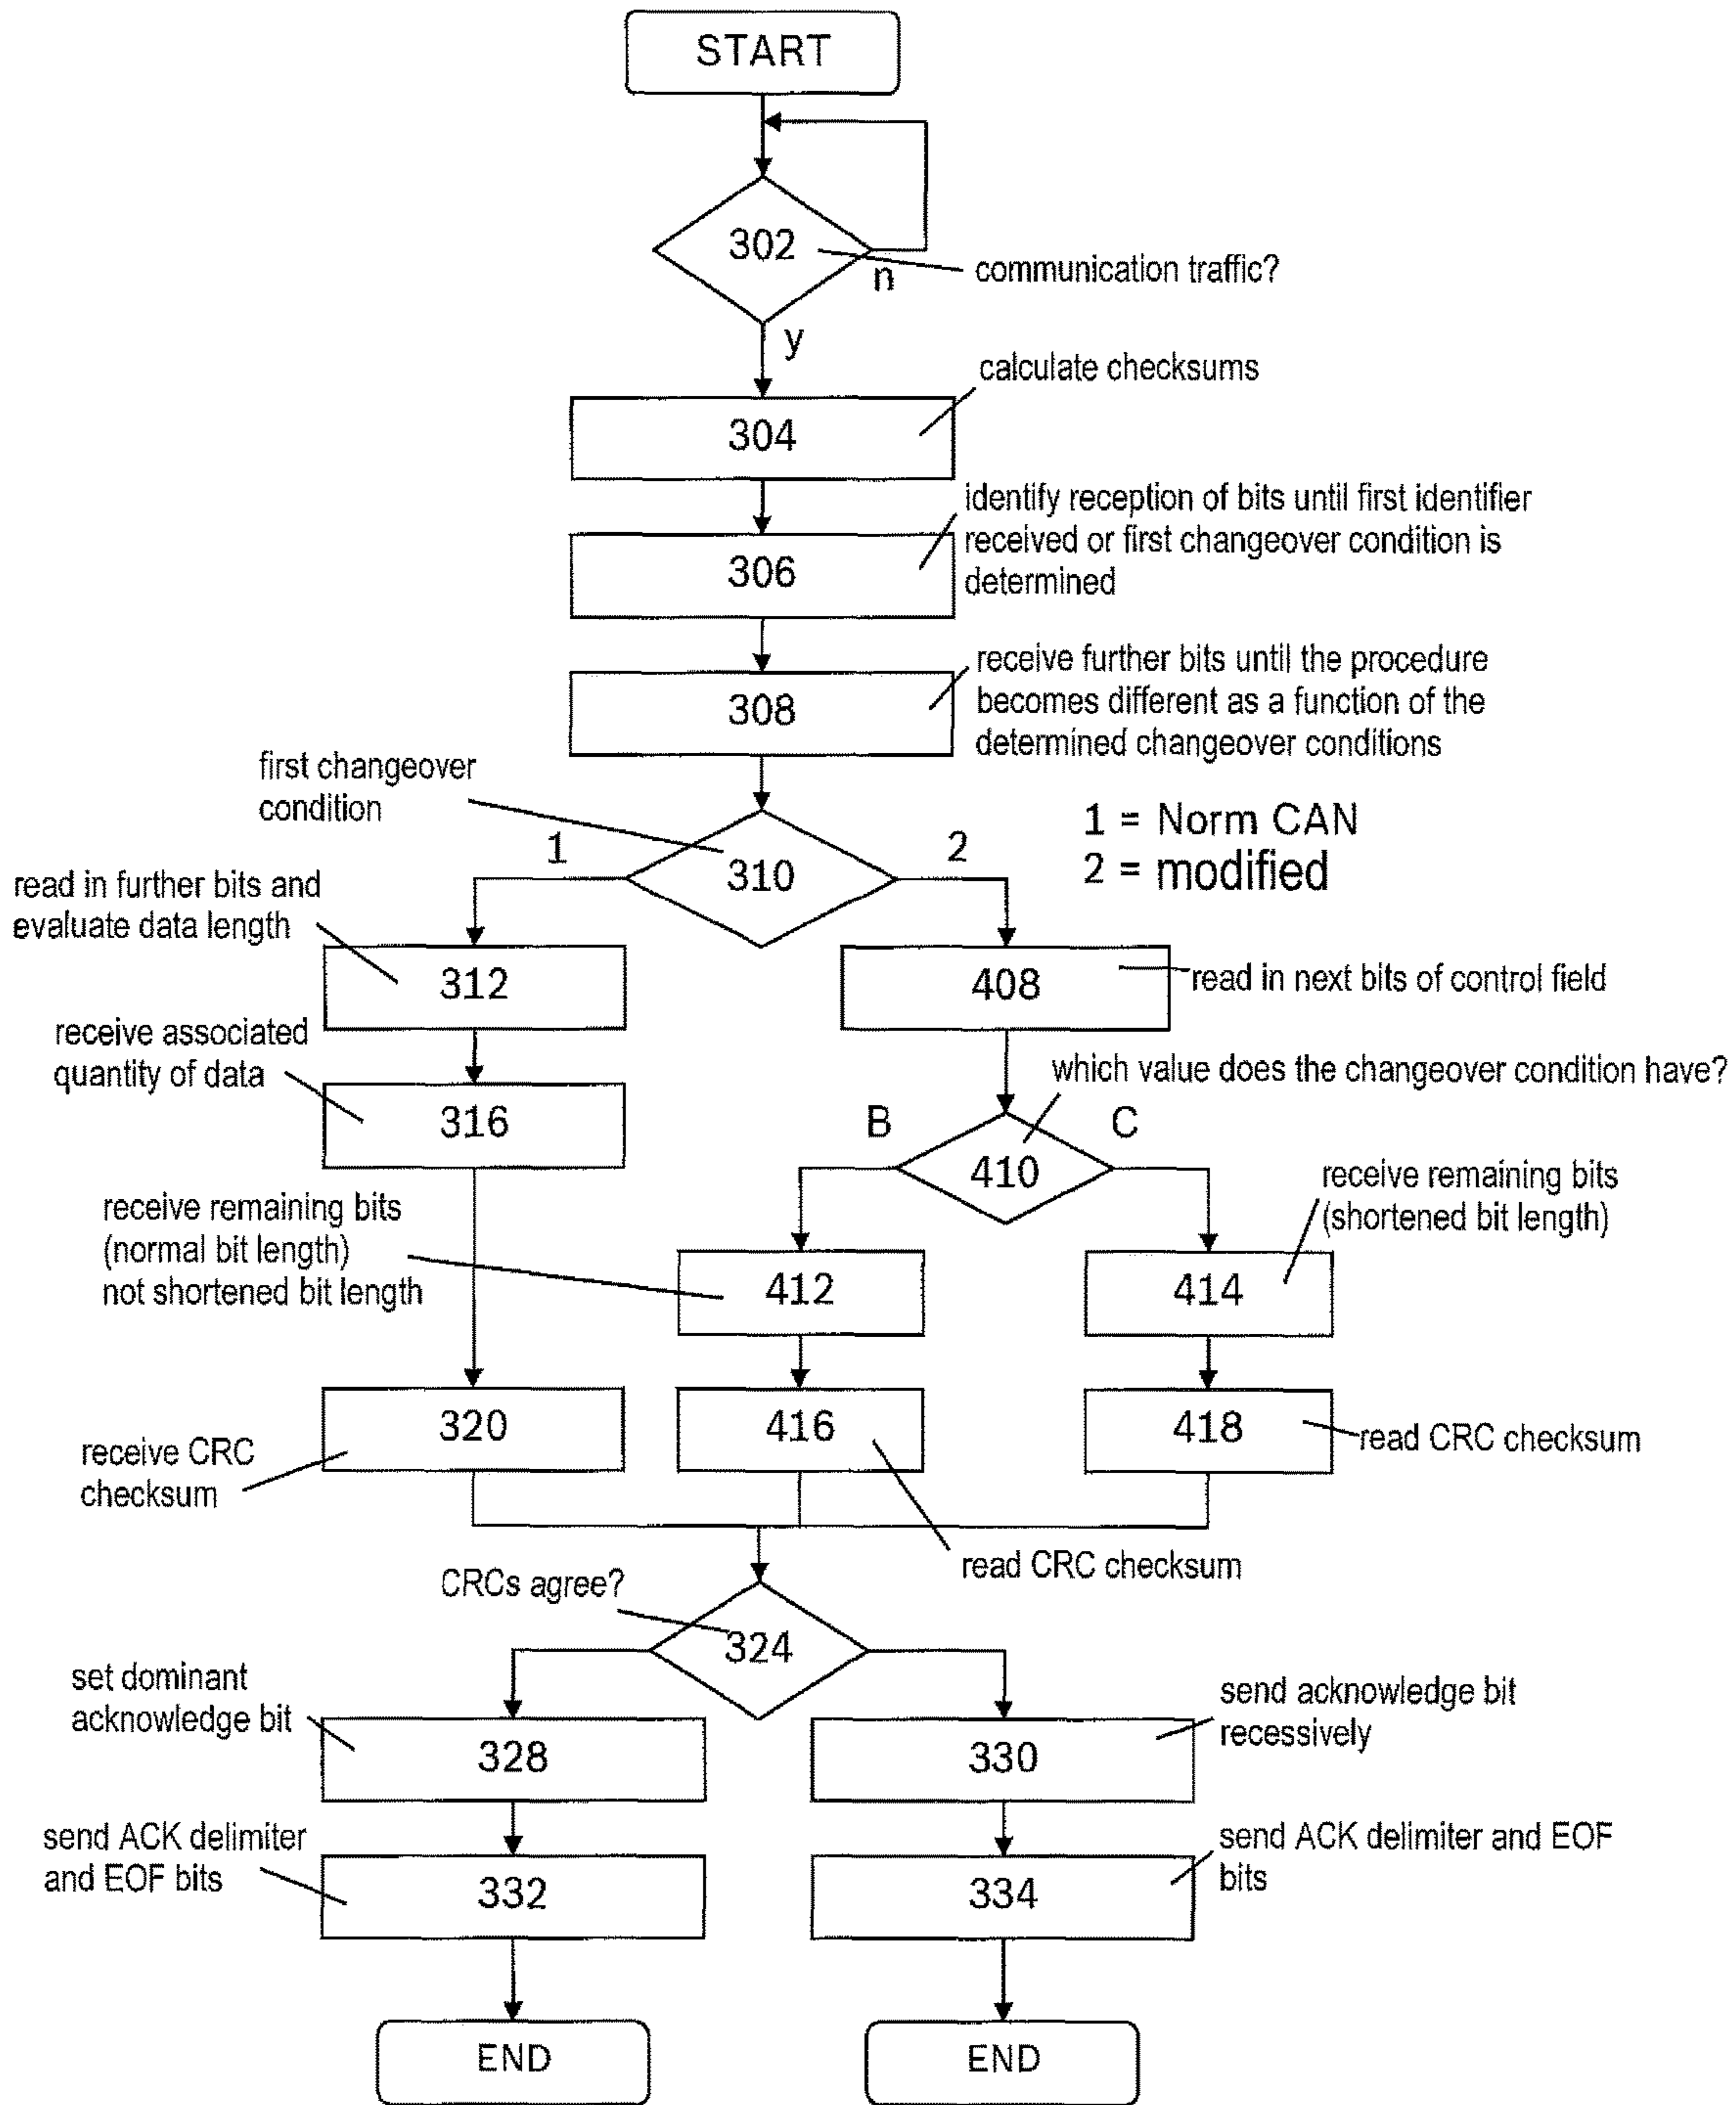 START
302
n
communication traffic?
y
calculate checksums
304
identify reception of bits until first identifier
received or first changeover condition is
determined
306
receive further bits until the procedure
becomes different as a function of the
determined changeover conditions
308
first changeover
condition
1 = Norm CAN
2 = modified
1
2
310
read in further bits and
evaluate data length
312
408
read in next bits of control field
receive associated
quantity of data
316
which value does the changeover condition have?
B
C
410
receive remaining bits
(shortened bit length)
receive remaining bits
(normal bit length)
not shortened bit length
412
414
320
416
418
read CRC checksum
receive CRC
checksum
read CRC checksum
CRCs agree?
324
set dominant
acknowledge bit
328
330
send acknowledge bit
recessively
send ACK delimiter
and EOF bits
332
334
send ACK delimiter and EOF
bits
END
END